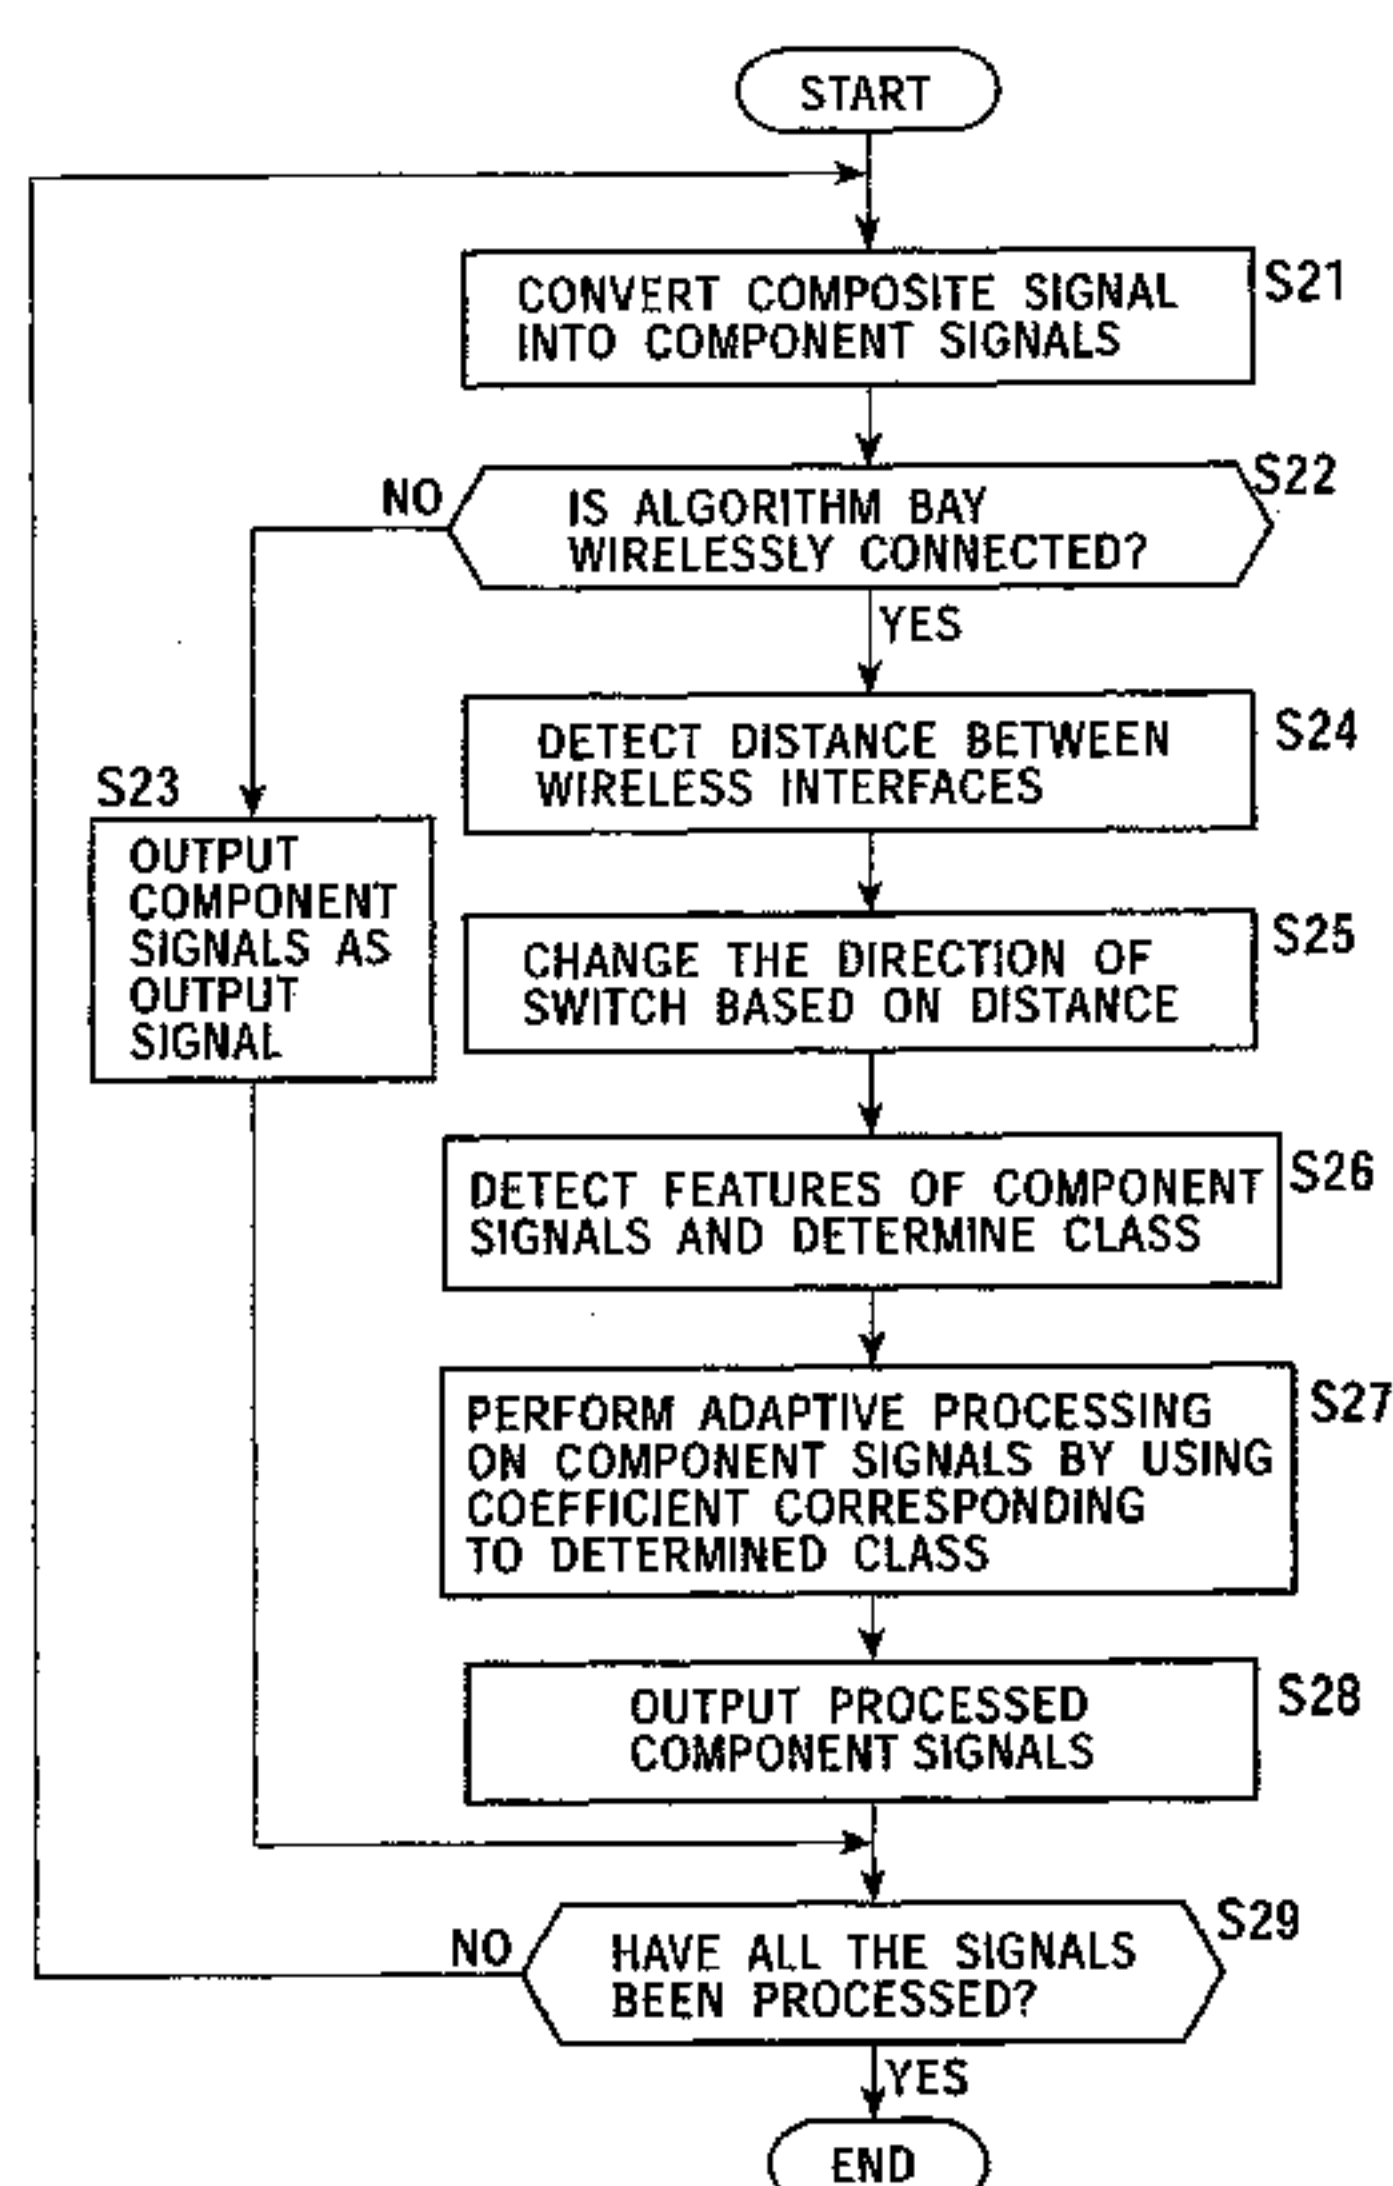 START
CONVERT COMPOSITE SIGNAL
INTO COMPONENT SIGNALS
S21
IS ALGORITHM BAY
WIRELESSLY CONNECTED?
S22
NO
YES
S23
OUTPUT
COMPONENT
SIGNALS AS
OUTPUT
SIGNAL
DETECT DISTANCE BETWEEN
WIRELESS INTERFACES
S24
CHANGE THE DIRECTION OF
SWITCH BASED ON DISTANCE
S25
DETECT FEATURES OF COMPONENT
SIGNALS AND DETERMINE CLASS
S26
PERFORM ADAPTIVE PROCESSING
ON COMPONENT SIGNALS BY USING
COEFFICIENT CORRESPONDING
TO DETERMINED CLASS
S27
OUTPUT PROCESSED
COMPONENT SIGNALS
S28
HAVE ALL THE SIGNALS
BEEN PROCESSED?
S29
NO
YES
END